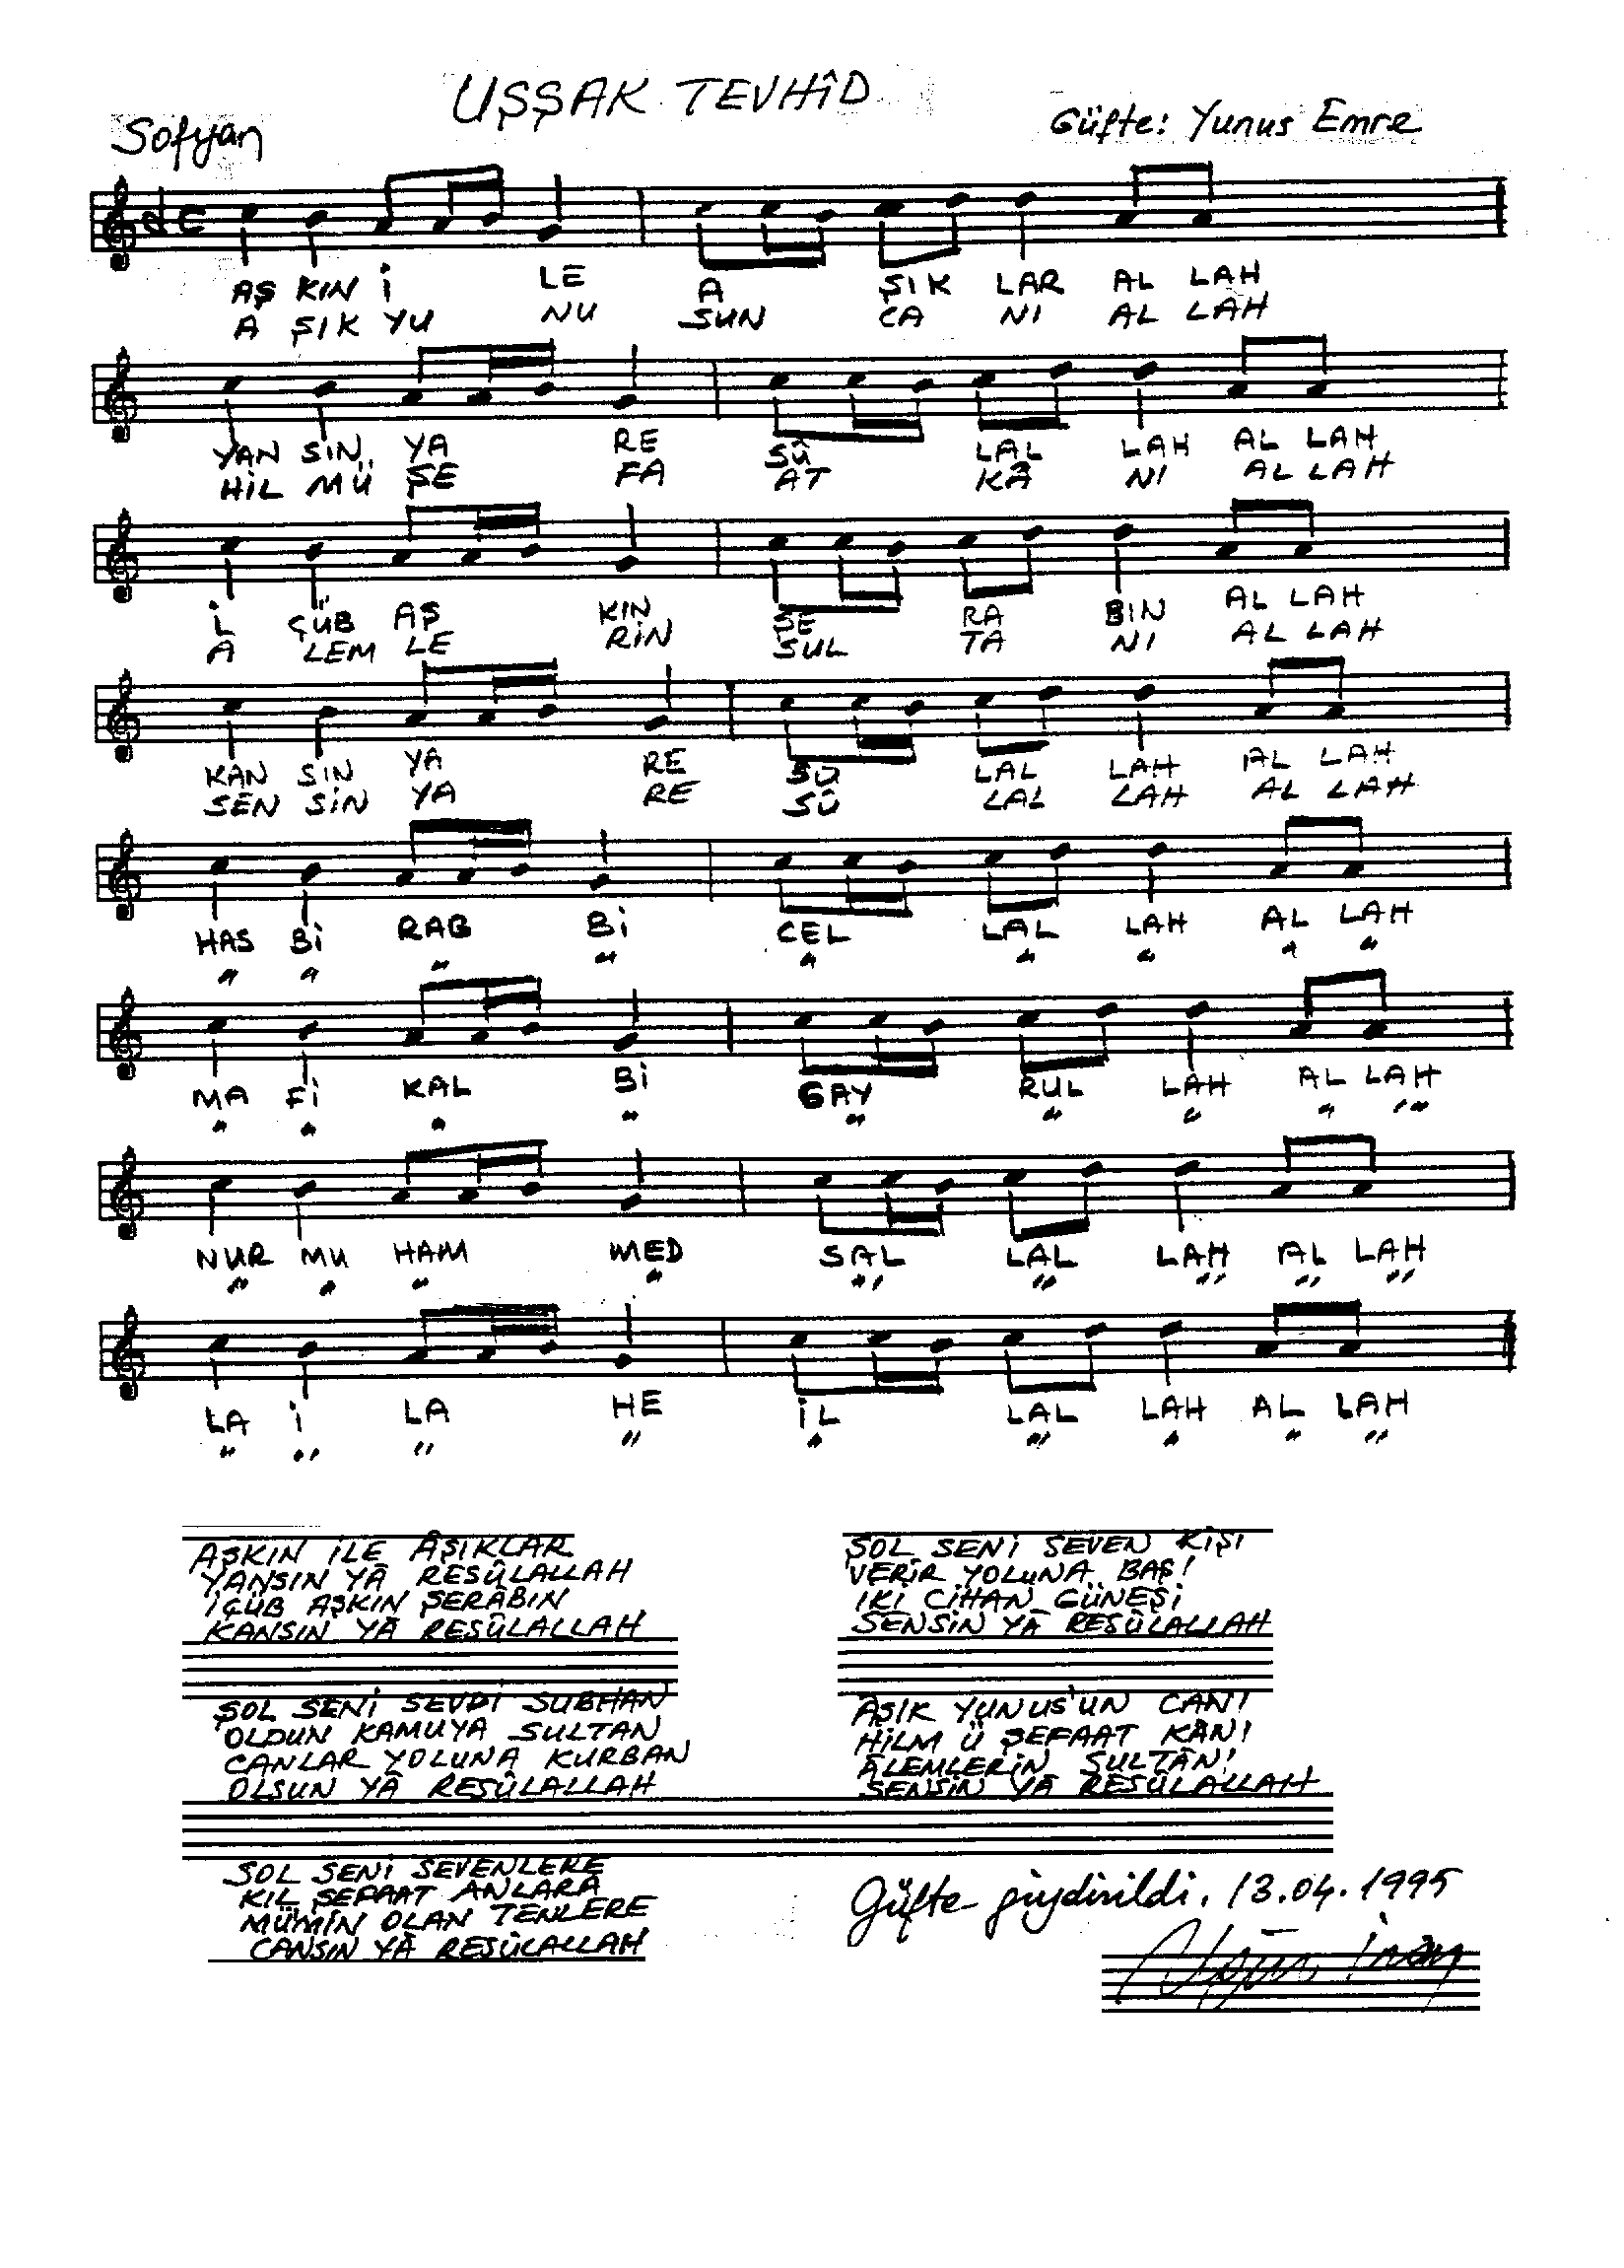 UŞŞAK TEVHÎD
Sofyan
Güfte: Yunus Emre
AŞ KIN İ LE A ŞIK LAR AL LAH
A ŞIK YU NU SUN CA NI AL LAH
YAN SIN YA RE SÛ LAL LAH AL LAH
HİL MÜ ŞE FA AT KÂ NI AL LAH
İ ÇÜB AŞ KIN ŞE RA BIN AL LAH
A LEM LE RİN SUL TA NI AL LAH
KAN SIN YA RE SÛ LAL LAH AL LAH
SEN SİN YA RE SÛ LAL LAH AL LAH
HAS Bİ RAB Bİ CEL LAL LAH AL LAH
" " " " " " " " "
MA Fİ KAL Bİ GAY RUL LAH AL LAH
" " " " " " " " "
NUR MU HAM MED SAL LAL LAH AL LAH
" " " " " " " " "
LA İ LA HE İL LAL LAH AL LAH
" " " " " " " " "
AŞKIN İLE ÂŞIKLAR
YANSIN YÂ RESÛLALLAH
İÇÜB AŞKIN ŞERÂBIN
KANSIN YÂ RESÛLALLAH
ŞOL SENİ SEVDİ SUBHAN
OLDUN KAMUYA SULTAN
CANLAR YOLUNA KURBAN
OLSUN YÂ RESÛLALLAH
ŞOL SENİ SEVENLERE
KIL ŞEFAAT ANLARA
MÜMİN OLAN TENLERE
CANSIN YÂ RESÛLALLAH
ŞOL SENİ SEVEN KİŞİ
VERİR YOLUNA BAŞI
İKİ CİHAN GÜNEŞİ
SENSİN YÂ RESÛLALLAH
AŞIK YUNUS'UN CANI
HİLM Ü ŞEFAAT KÂNI
ÂLEMLERİN SULTÂNI
SENSİN YÂ RESÛLALLAH
Güfte giydirildi. 13.04.1995